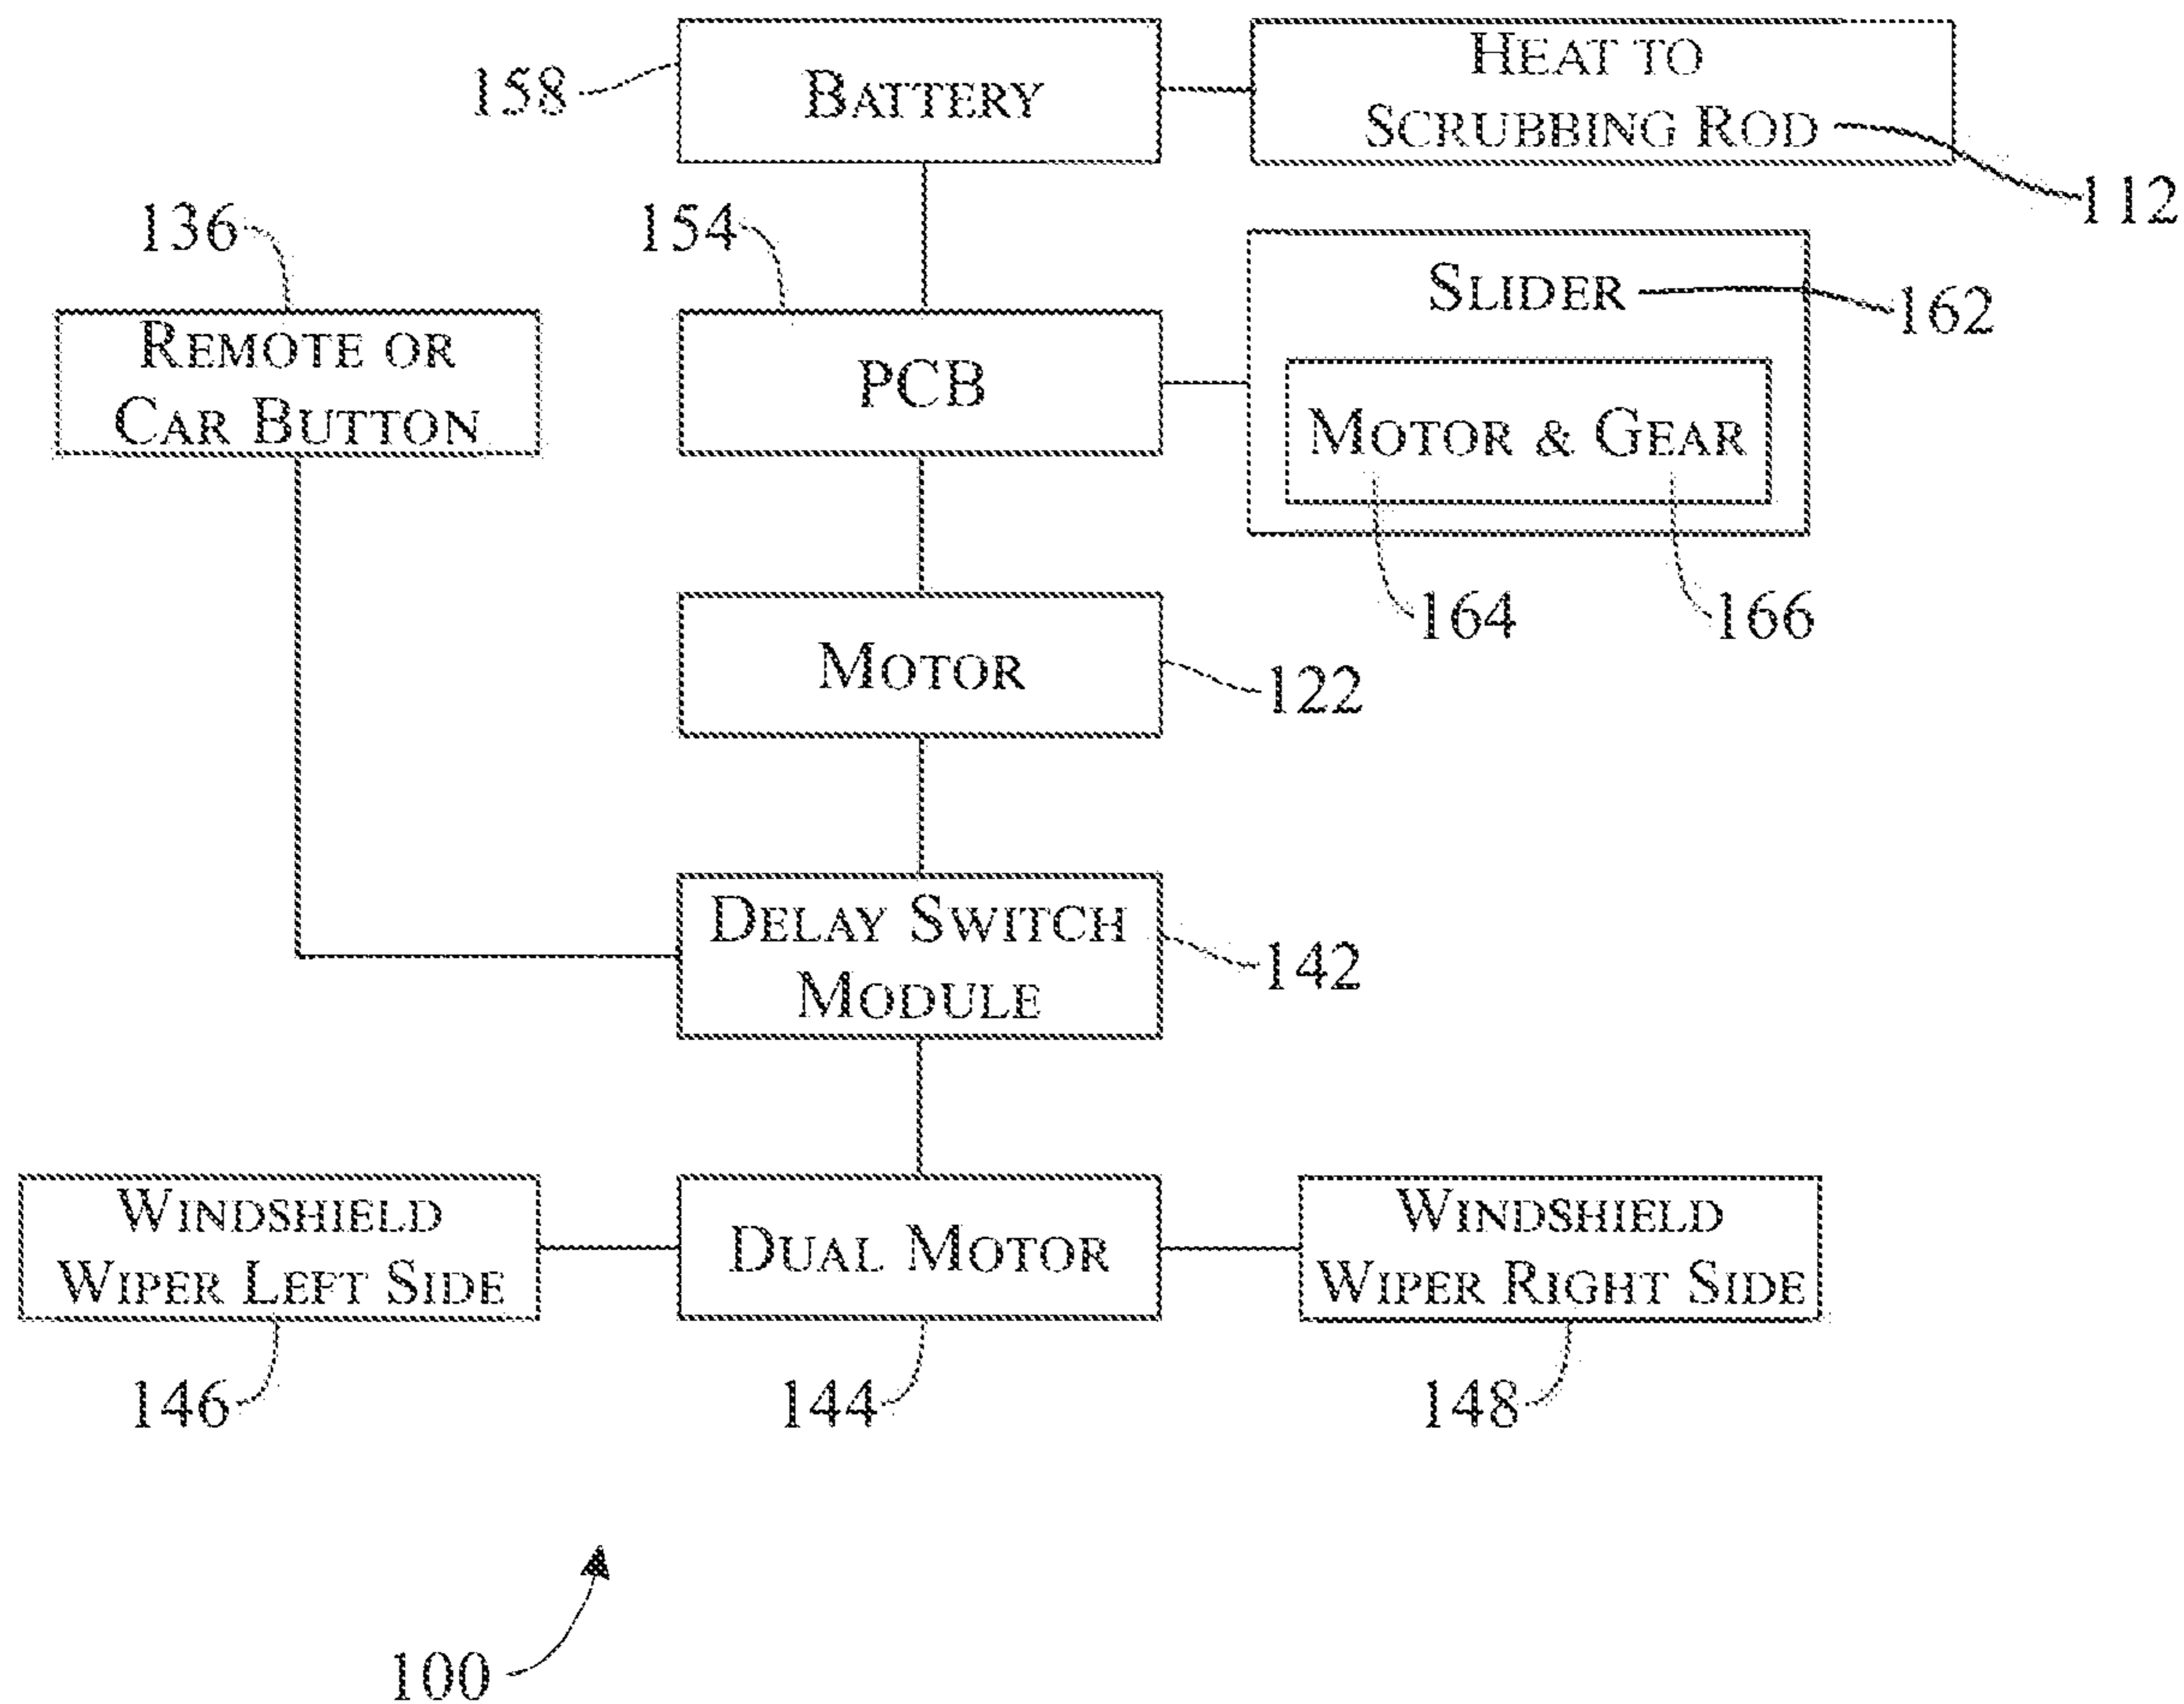 158
BATTERY
HEAT TO
SCRUBBING ROD
112
136
154
REMOTE OR
CAR BUTTON
PCB
SLIDER
162
MOTOR & GEAR
164
166
MOTOR
122
DELAY SWITCH
MODULE
142
WINDSHIELD
WIPER LEFT SIDE
DUAL MOTOR
WINDSHIELD
WIPER RIGHT SIDE
146
144
148
100